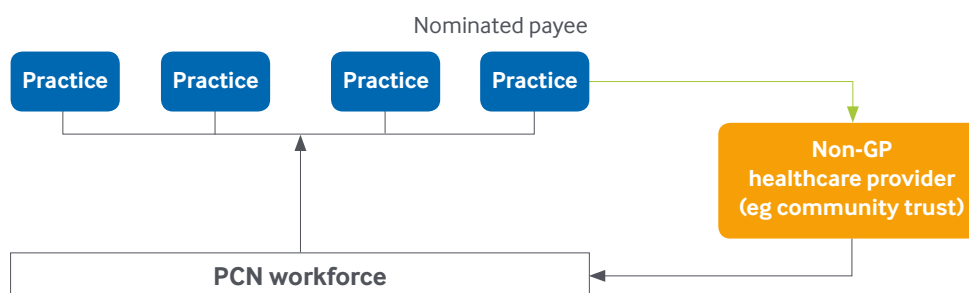 Nominated payee
Practice
Practice
Practice
Practice
Non-GP
healthcare provider
(eg community trust)
PCN workforce